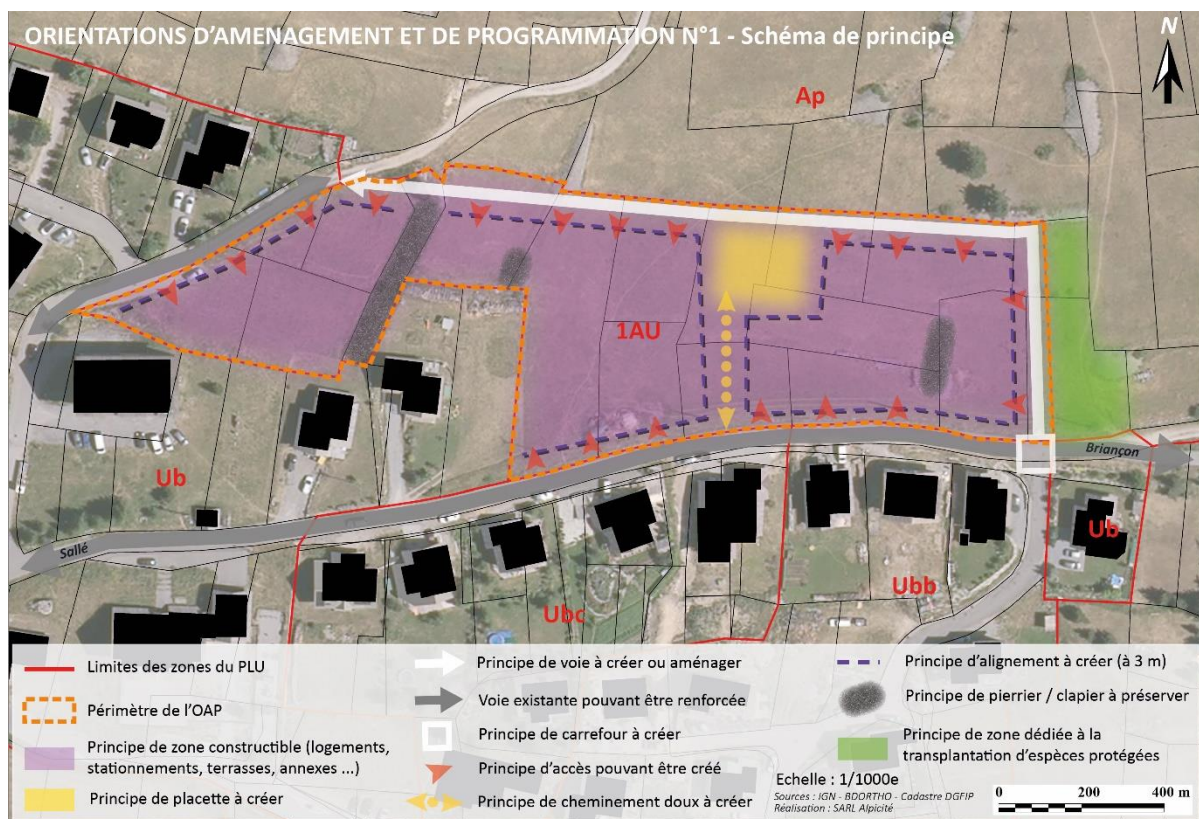 ORIENTATIONS D'AMENAGEMENT ET DE PROGRAMMATION N°1 - Schéma de principe
N
Ap
1AU
Ub
Briançon
Sallé
Ub
Ubc
Ubb
Limites des zones du PLU
Périmètre de l'OAP
Principe de zone constructible (logements,
stationnements, terrasses, annexes ...)
Principe de placette à créer
Principe de voie à créer ou aménager
Voie existante pouvant être renforcée
Principe de carrefour à créer
Principe d'accès pouvant être créé
Principe de cheminement doux à créer
Principe d'alignement à créer (à 3 m)
Principe de pierrier / clapier à préserver
Principe de zone dédiée à la
transplantation d'espèces protégées
Echelle : 1/1000e
Sources : IGN - BDORTHO - Cadastre DGFIP
Réalisation : SARL Alpicité
0 200 400 m